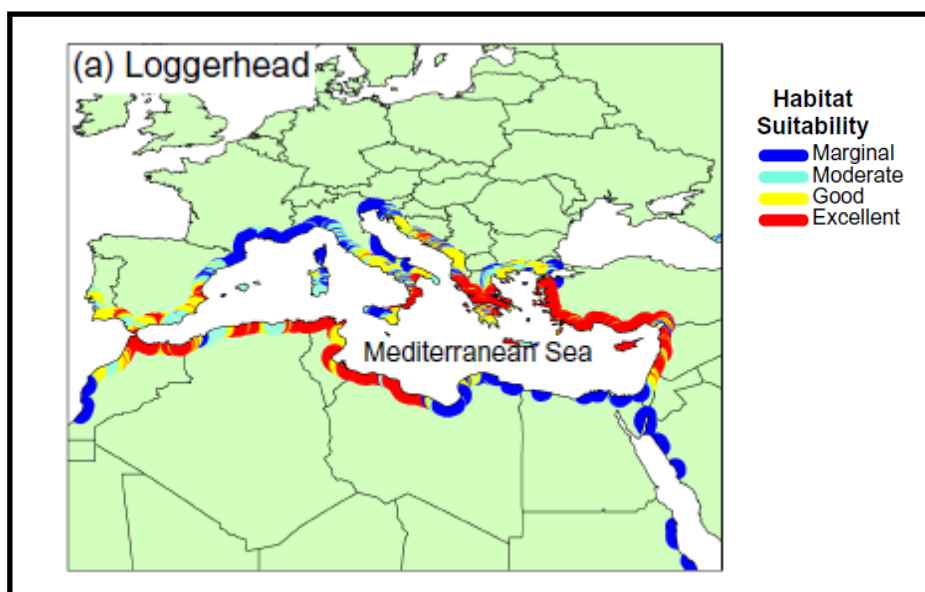 (a) Loggerhead
Habitat
Suitability
Marginal
Moderate
Good
Excellent
Mediterranean Sea